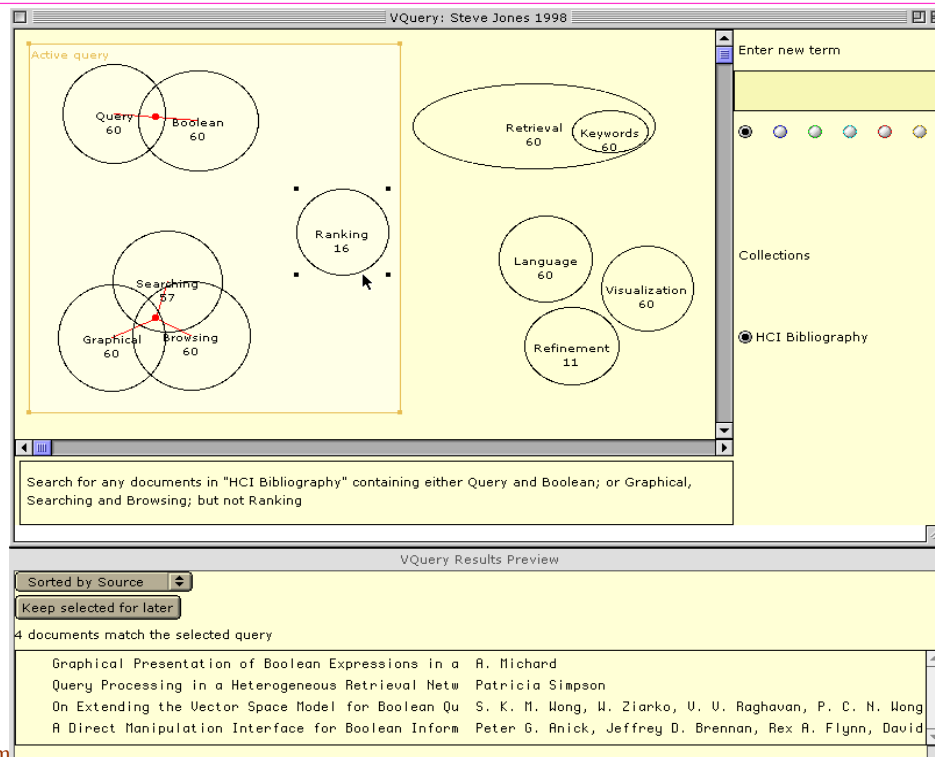 VQuery: Steve Jones 1998
Active query
Query
60
Boolean
60
Retrieval
60
Keywords
60
Ranking
16
Searching
57
Graphical
60
Browsing
60
Language
60
Visualization
60
Refinement
11
Enter new term
Collections
HCI Bibliography
Search for any documents in "HCI Bibliography" containing either Query and Boolean; or Graphical,
Searching and Browsing; but not Ranking
VQuery Results Preview
Sorted by Source
Keep selected for later
4 documents match the selected query
Graphical Presentation of Boolean Expressions in a A. Michard
Query Processing in a Heterogeneous Retrieval Netw Patricia Simpson
On Extending the Vector Space Model for Boolean Qu S. K. M. Wong, W. Ziarko, V. V. Raghavan, P. C. N. Wong
A Direct Manipulation Interface for Boolean Inform Peter G. Anick, Jeffrey D. Brennan, Rex A. Flynn, David
m